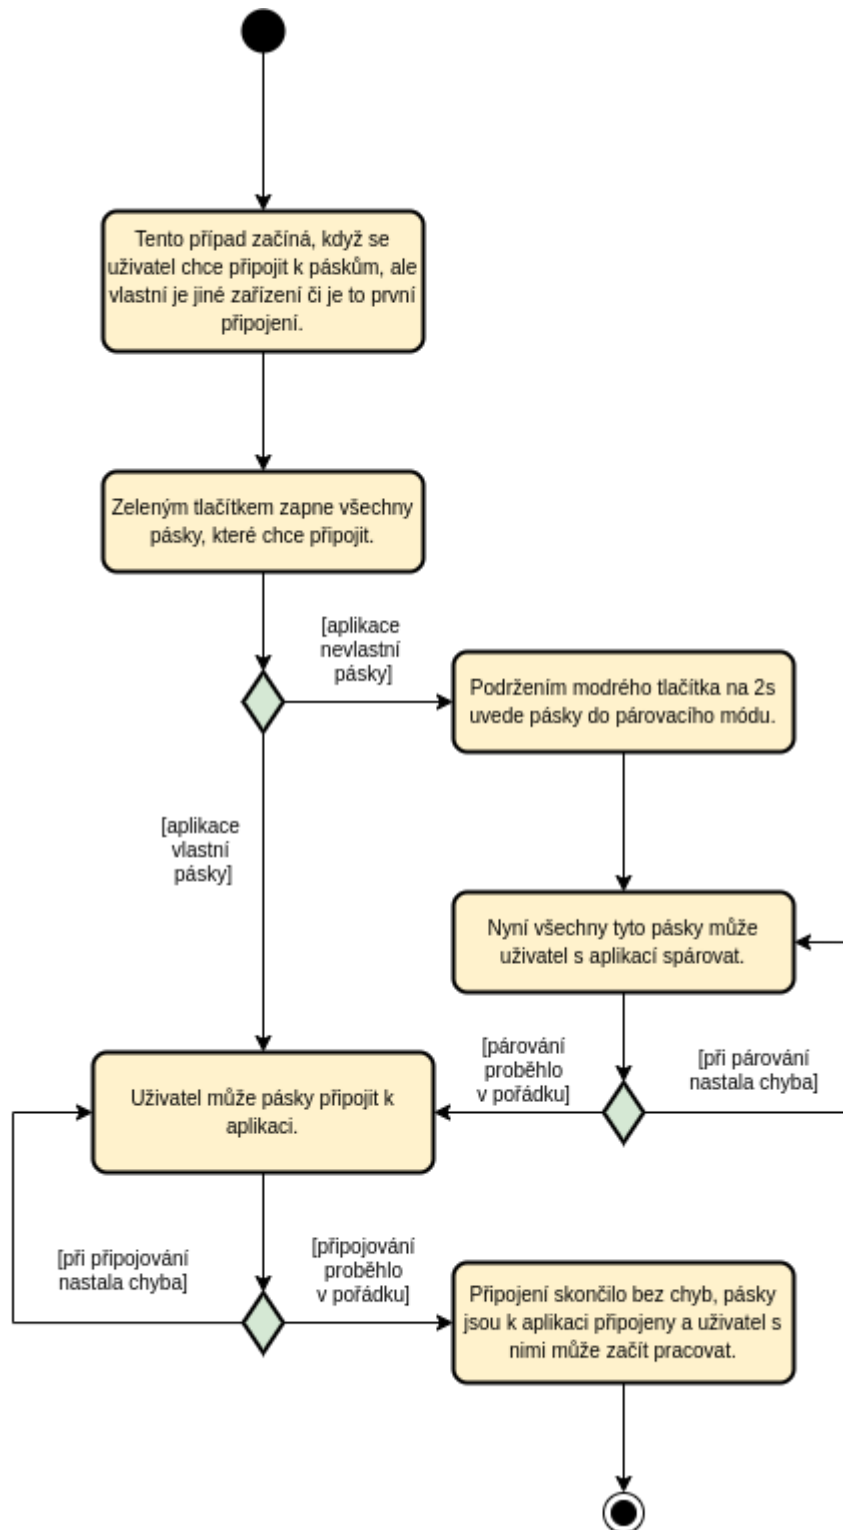 Tento případ začíná, když se
uživatel chce připojit k páskům, ale
vlastní je jiné zařízení či je to první
připojení.
Zeleným tlačítkem zapne všechny
pásky, které chce připojit.
[aplikace
nevlastní
pásky]
Podržením modrého tlačítka na 2s
uvede pásky do párovacího módu.
[aplikace
vlastní
pásky]
Nyní všechny tyto pásky může
uživatel s aplikací spárovat.
[párování
proběhlo
v pořádku]
[při párování
nastala chyba]
Uživatel může pásky připojit k
aplikaci.
[při připojování
nastala chyba]
[připojování
proběhlo
v pořádku]
Připojení skončilo bez chyb, pásky
jsou k aplikaci připojeny a uživatel s
nimi může začít pracovat.